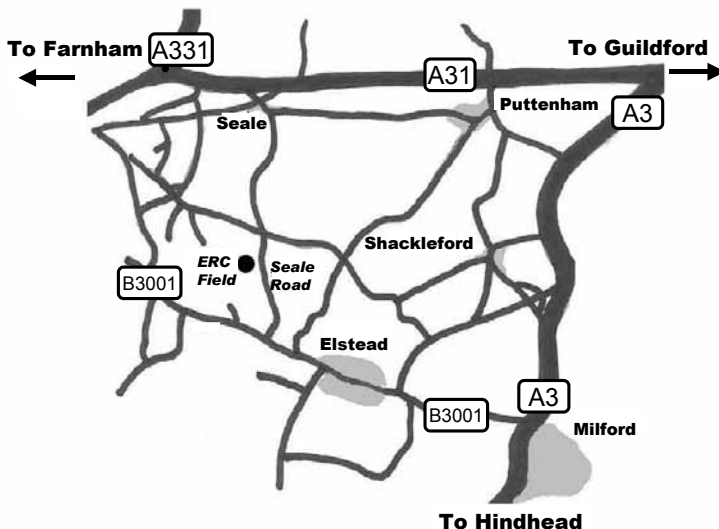 To Farnham
A331
To Guildford
A31
A3
Puttenham
Seale
Shackleford
ERC
Field
Seale
Road
B3001
Elstead
A3
B3001
Milford
To Hindhead